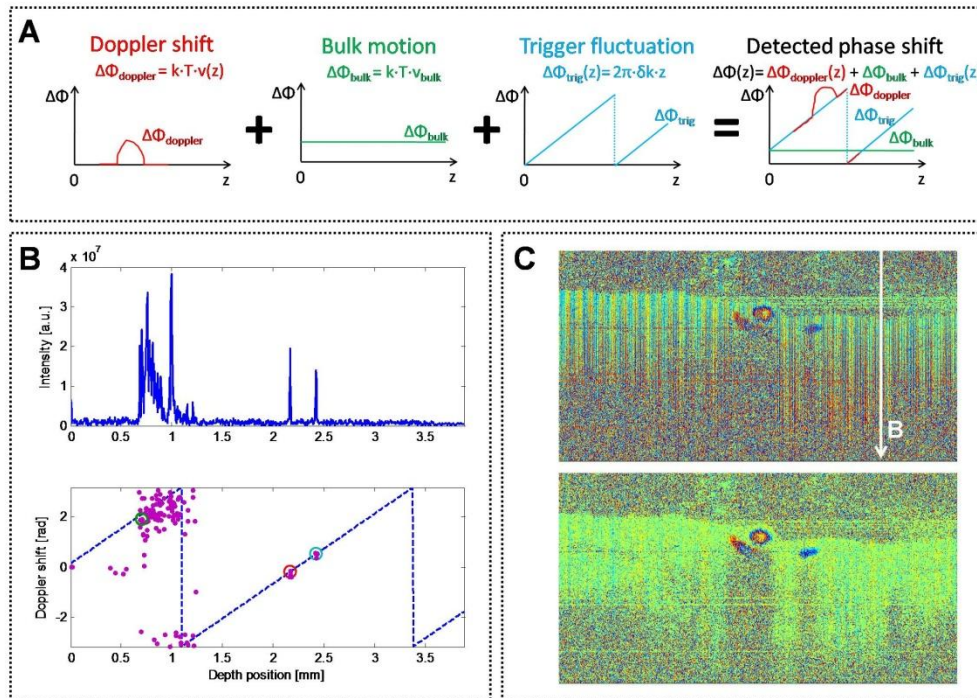 A
Doppler shift
ΔΦdoppler = k·T·v(z)
ΔΦ
ΔΦdoppler
0
z
+
Bulk motion
ΔΦbulk = k·T·vbulk
ΔΦ
ΔΦbulk
0
z
+
Trigger fluctuation
ΔΦtrig(z)= 2π·δk·z
ΔΦ
ΔΦtrig
0
z
=
Detected phase shift
ΔΦ(z)= ΔΦdoppler(z) + ΔΦbulk + ΔΦtrig(z)
ΔΦ
ΔΦdoppler
ΔΦtrig
ΔΦbulk
0
z
B
x 10⁷
4
3
2
1
0
Intensity [a.u.]
0 0.5 1 1.5 2 2.5 3 3.5
2
0
-2
Doppler shift [rad]
0 0.5 1 1.5 2 2.5 3 3.5
Depth position [mm]
C
B